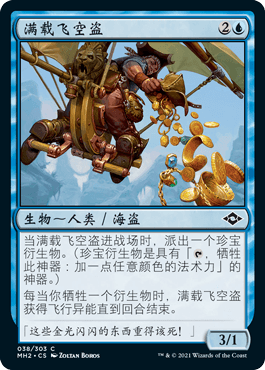 满载飞空盗 2
生物～人类 / 海盗
当满载飞空盗进战场时，派出一个珍宝
衍生物。（珍宝衍生物是具有「，牺牲
此神器：加一点任意颜色的法术力」的
神器。）
每当你牺牲一个衍生物时，满载飞空盗
获得飞行异能直到回合结束。
「这些金光闪闪的东西重得该死！」
3/1
038/303 C
MH2 • CS ZOLTAN BOROS
™ & © 2021 Wizards of the Coast